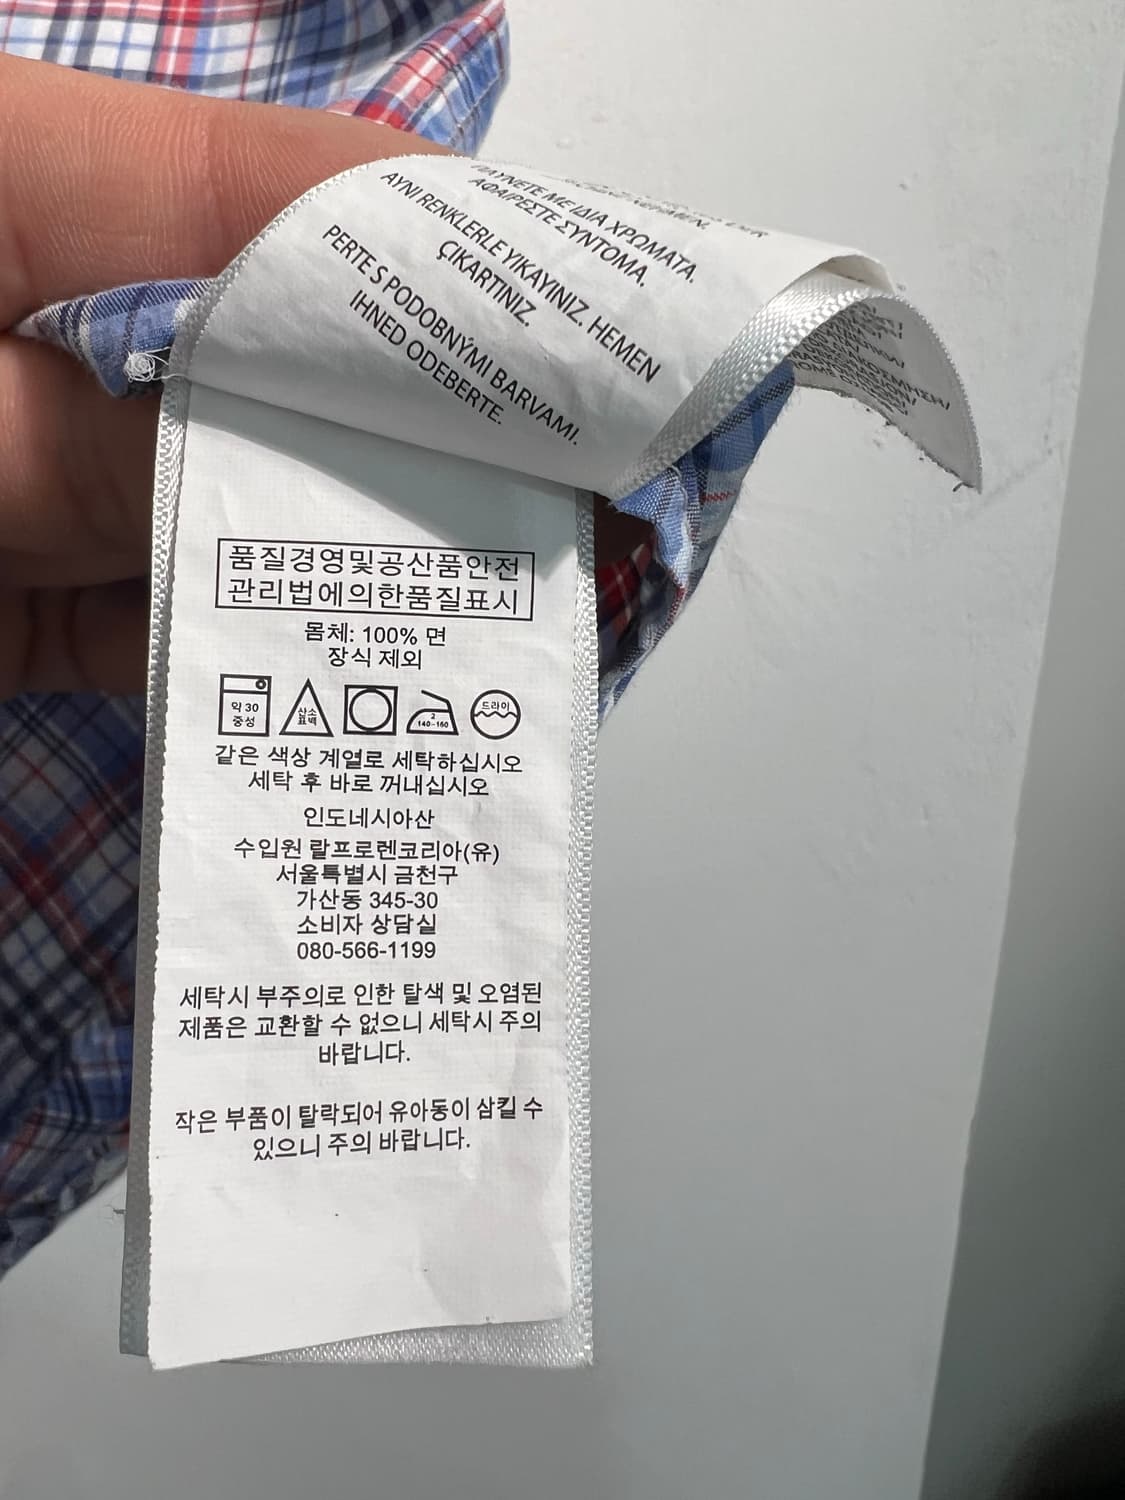 ΠΛΥΝΕΤΕ ΜΕ ΙΔΙΑ ΧΡΩΜΑΤΑ.
ΑΦΑΙΡΕΣΤΕ ΣΥΝΤΟΜΑ.
AYNI RENKLERLE YIKAYINIZ. HEMEN
ÇIKARTINIZ.
PERTE S PODOBNÝMI BARVAMI.
IHNED ODEBERTE.
품질경영및공산품안전
관리법에의한품질표시
몸체: 100% 면
장식 제외
약 30
중성
산소
표백
2
140-160
드라이
같은 색상 계열로 세탁하십시오
세탁 후 바로 꺼내십시오
인도네시아산
수입원 랄프로렌코리아(유)
서울특별시 금천구
가산동 345-30
소비자 상담실
080-566-1199
세탁시 부주의로 인한 탈색 및 오염된
제품은 교환할 수 없으니 세탁시 주의
바랍니다.
작은 부품이 탈락되어 유아동이 삼킬 수
있으니 주의 바랍니다.